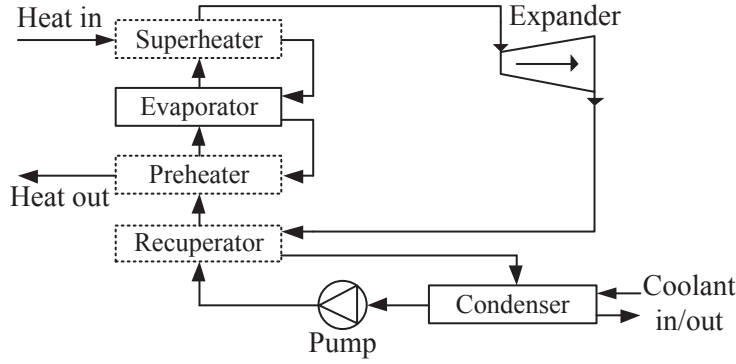 Heat in
Superheater
Expander
Evaporator
Preheater
Heat out
Recuperator
Condenser
Coolant
in/out
Pump